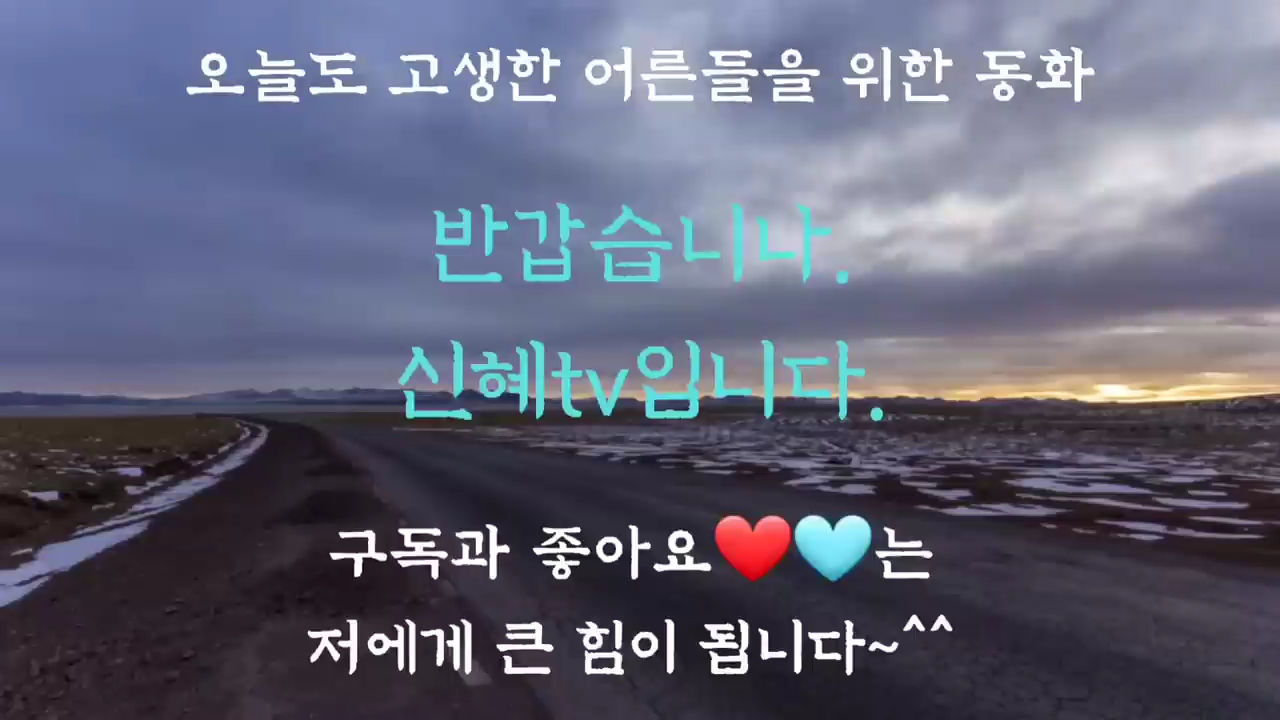 오늘도 고생한 어른들을 위한 동화
반갑습니나.
신혜tv입니다.
구독과 좋아요❤️🩵는
저에게 큰 힘이 됩니다~^^